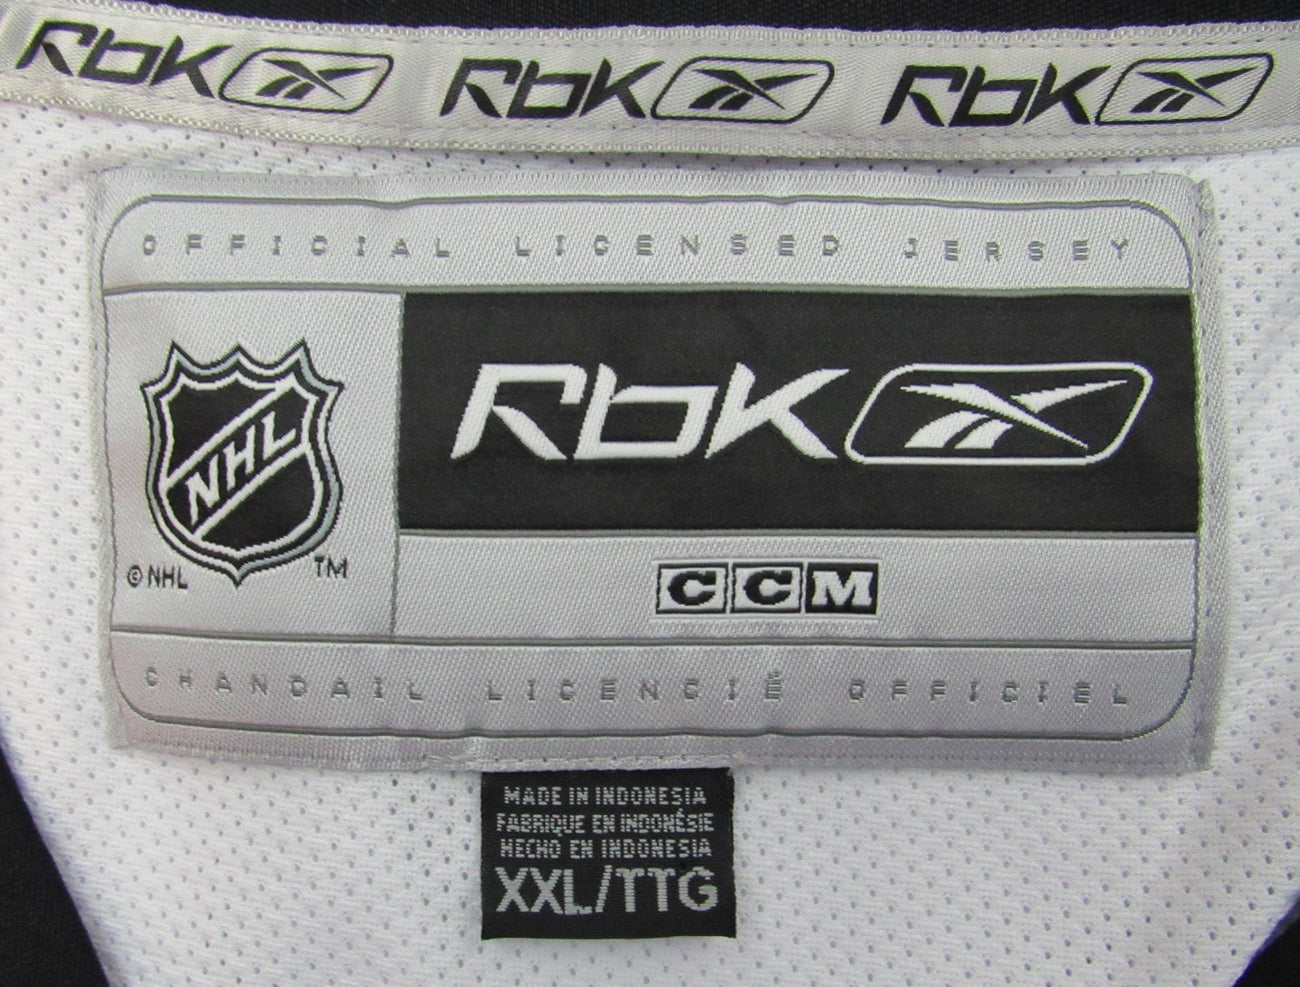 Rbk Rbk Rbk
OFFICIAL LICENSED JERSEY
NHL
© NHL TM
Rbk
CCM
CHANDAIL LICENCIÉ OFFICIEL
MADE IN INDONESIA
FABRIQUE EN INDONÉSIE
HECHO EN INDONESIA
XXL/TTG